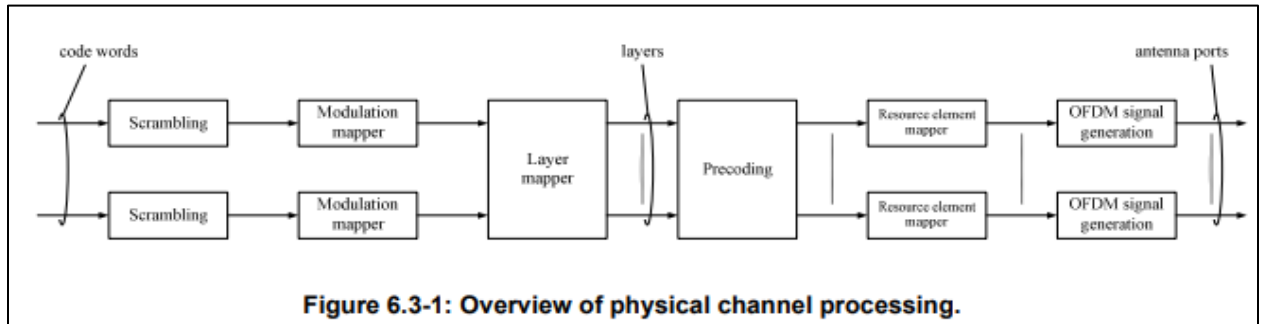 code words
layers
antenna ports
Scrambling
Modulation
mapper
Layer
mapper
Precoding
Resource element
mapper
OFDM signal
generation
Scrambling
Modulation
mapper
Resource element
mapper
OFDM signal
generation
Figure 6.3-1: Overview of physical channel processing.